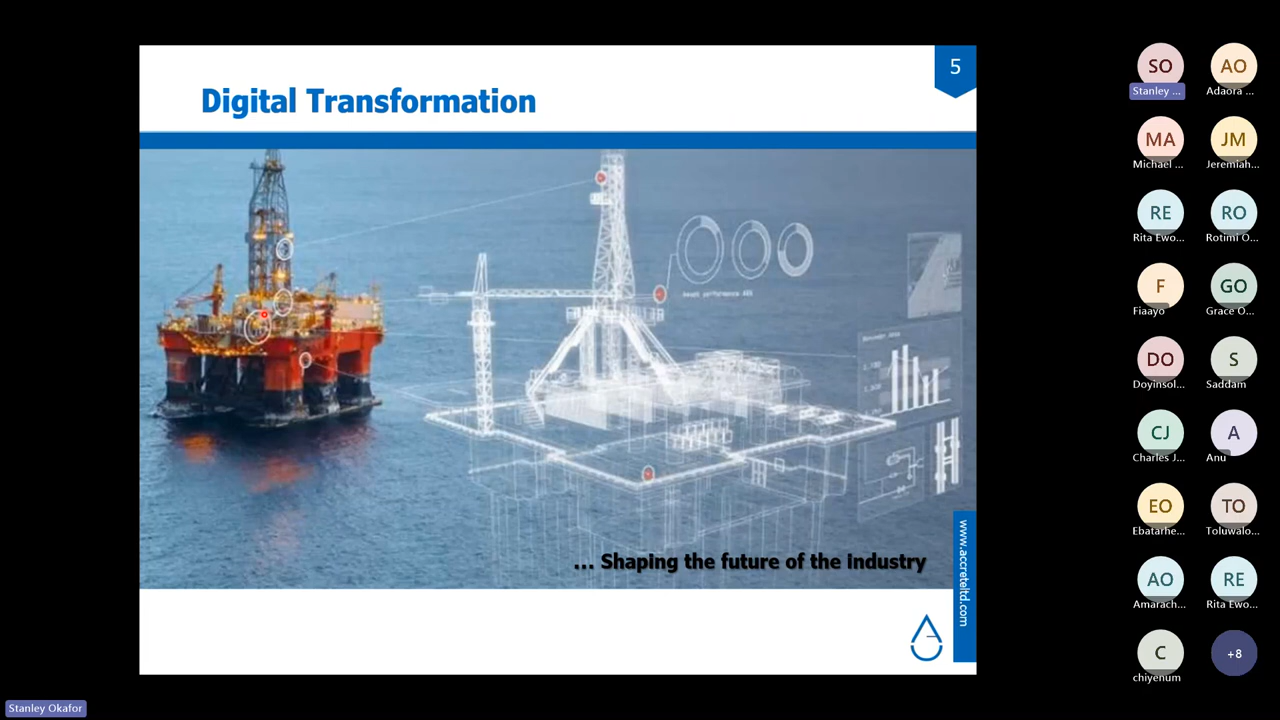 5
Digital Transformation
... Shaping the future of the industry
www.accreteltd.com
SO
Stanley ...
AO
Adaora ...
MA
Michael ...
JM
Jeremiah...
RE
Rita Ewo...
RO
Rotimi O...
F
Fiaayo
GO
Grace O...
DO
Doyinsol...
S
Saddam
CJ
Charles J...
A
Anu
EO
Ebatarhe...
TO
Toluwalo...
AO
Amarach...
RE
Rita Ewo...
C
chiyenum
+8
Stanley Okafor